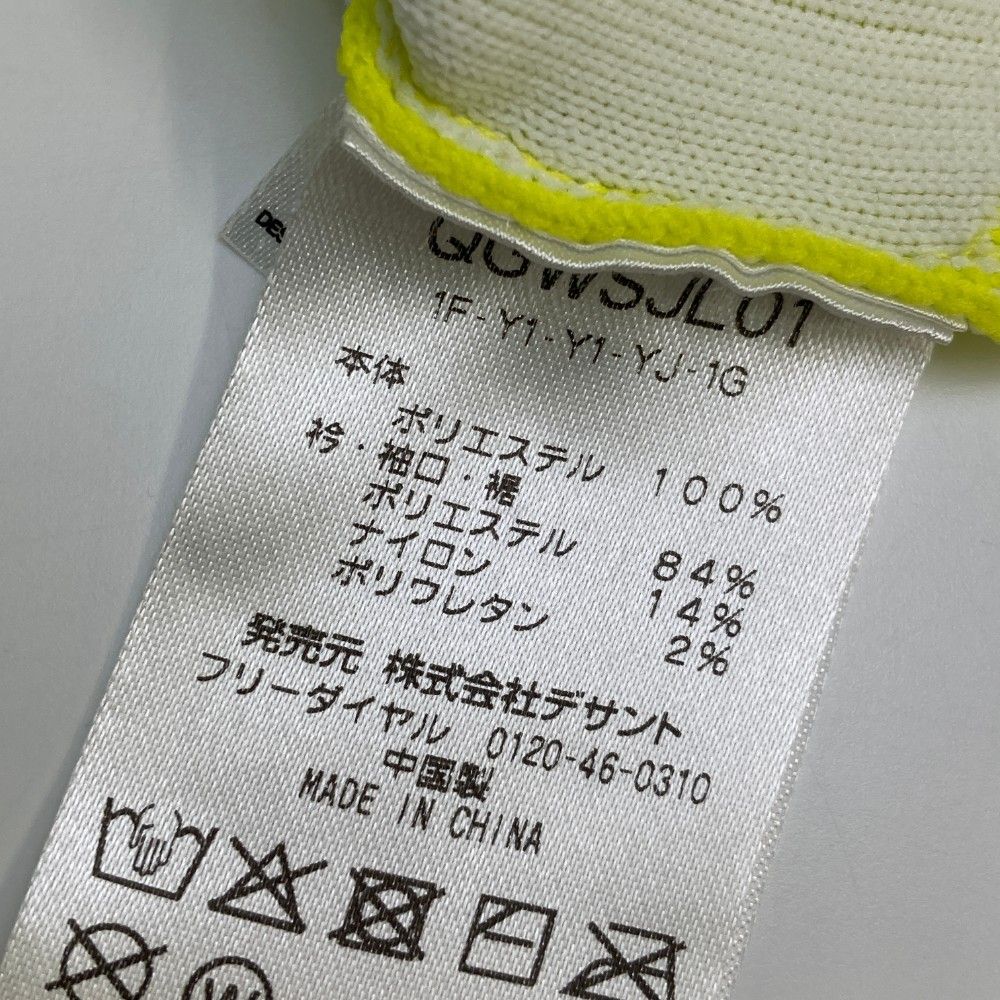 DES
QGWSJL01
1F-Y1-Y1-YJ-1G
本体
ポリエステル 100%
衿・袖口・裾
ポリエステル 84%
ナイロン 14%
ポリウレタン 2%
発売元 株式会社デサント
フリーダイヤル 0120-46-0310
中国製
MADE IN CHINA
W